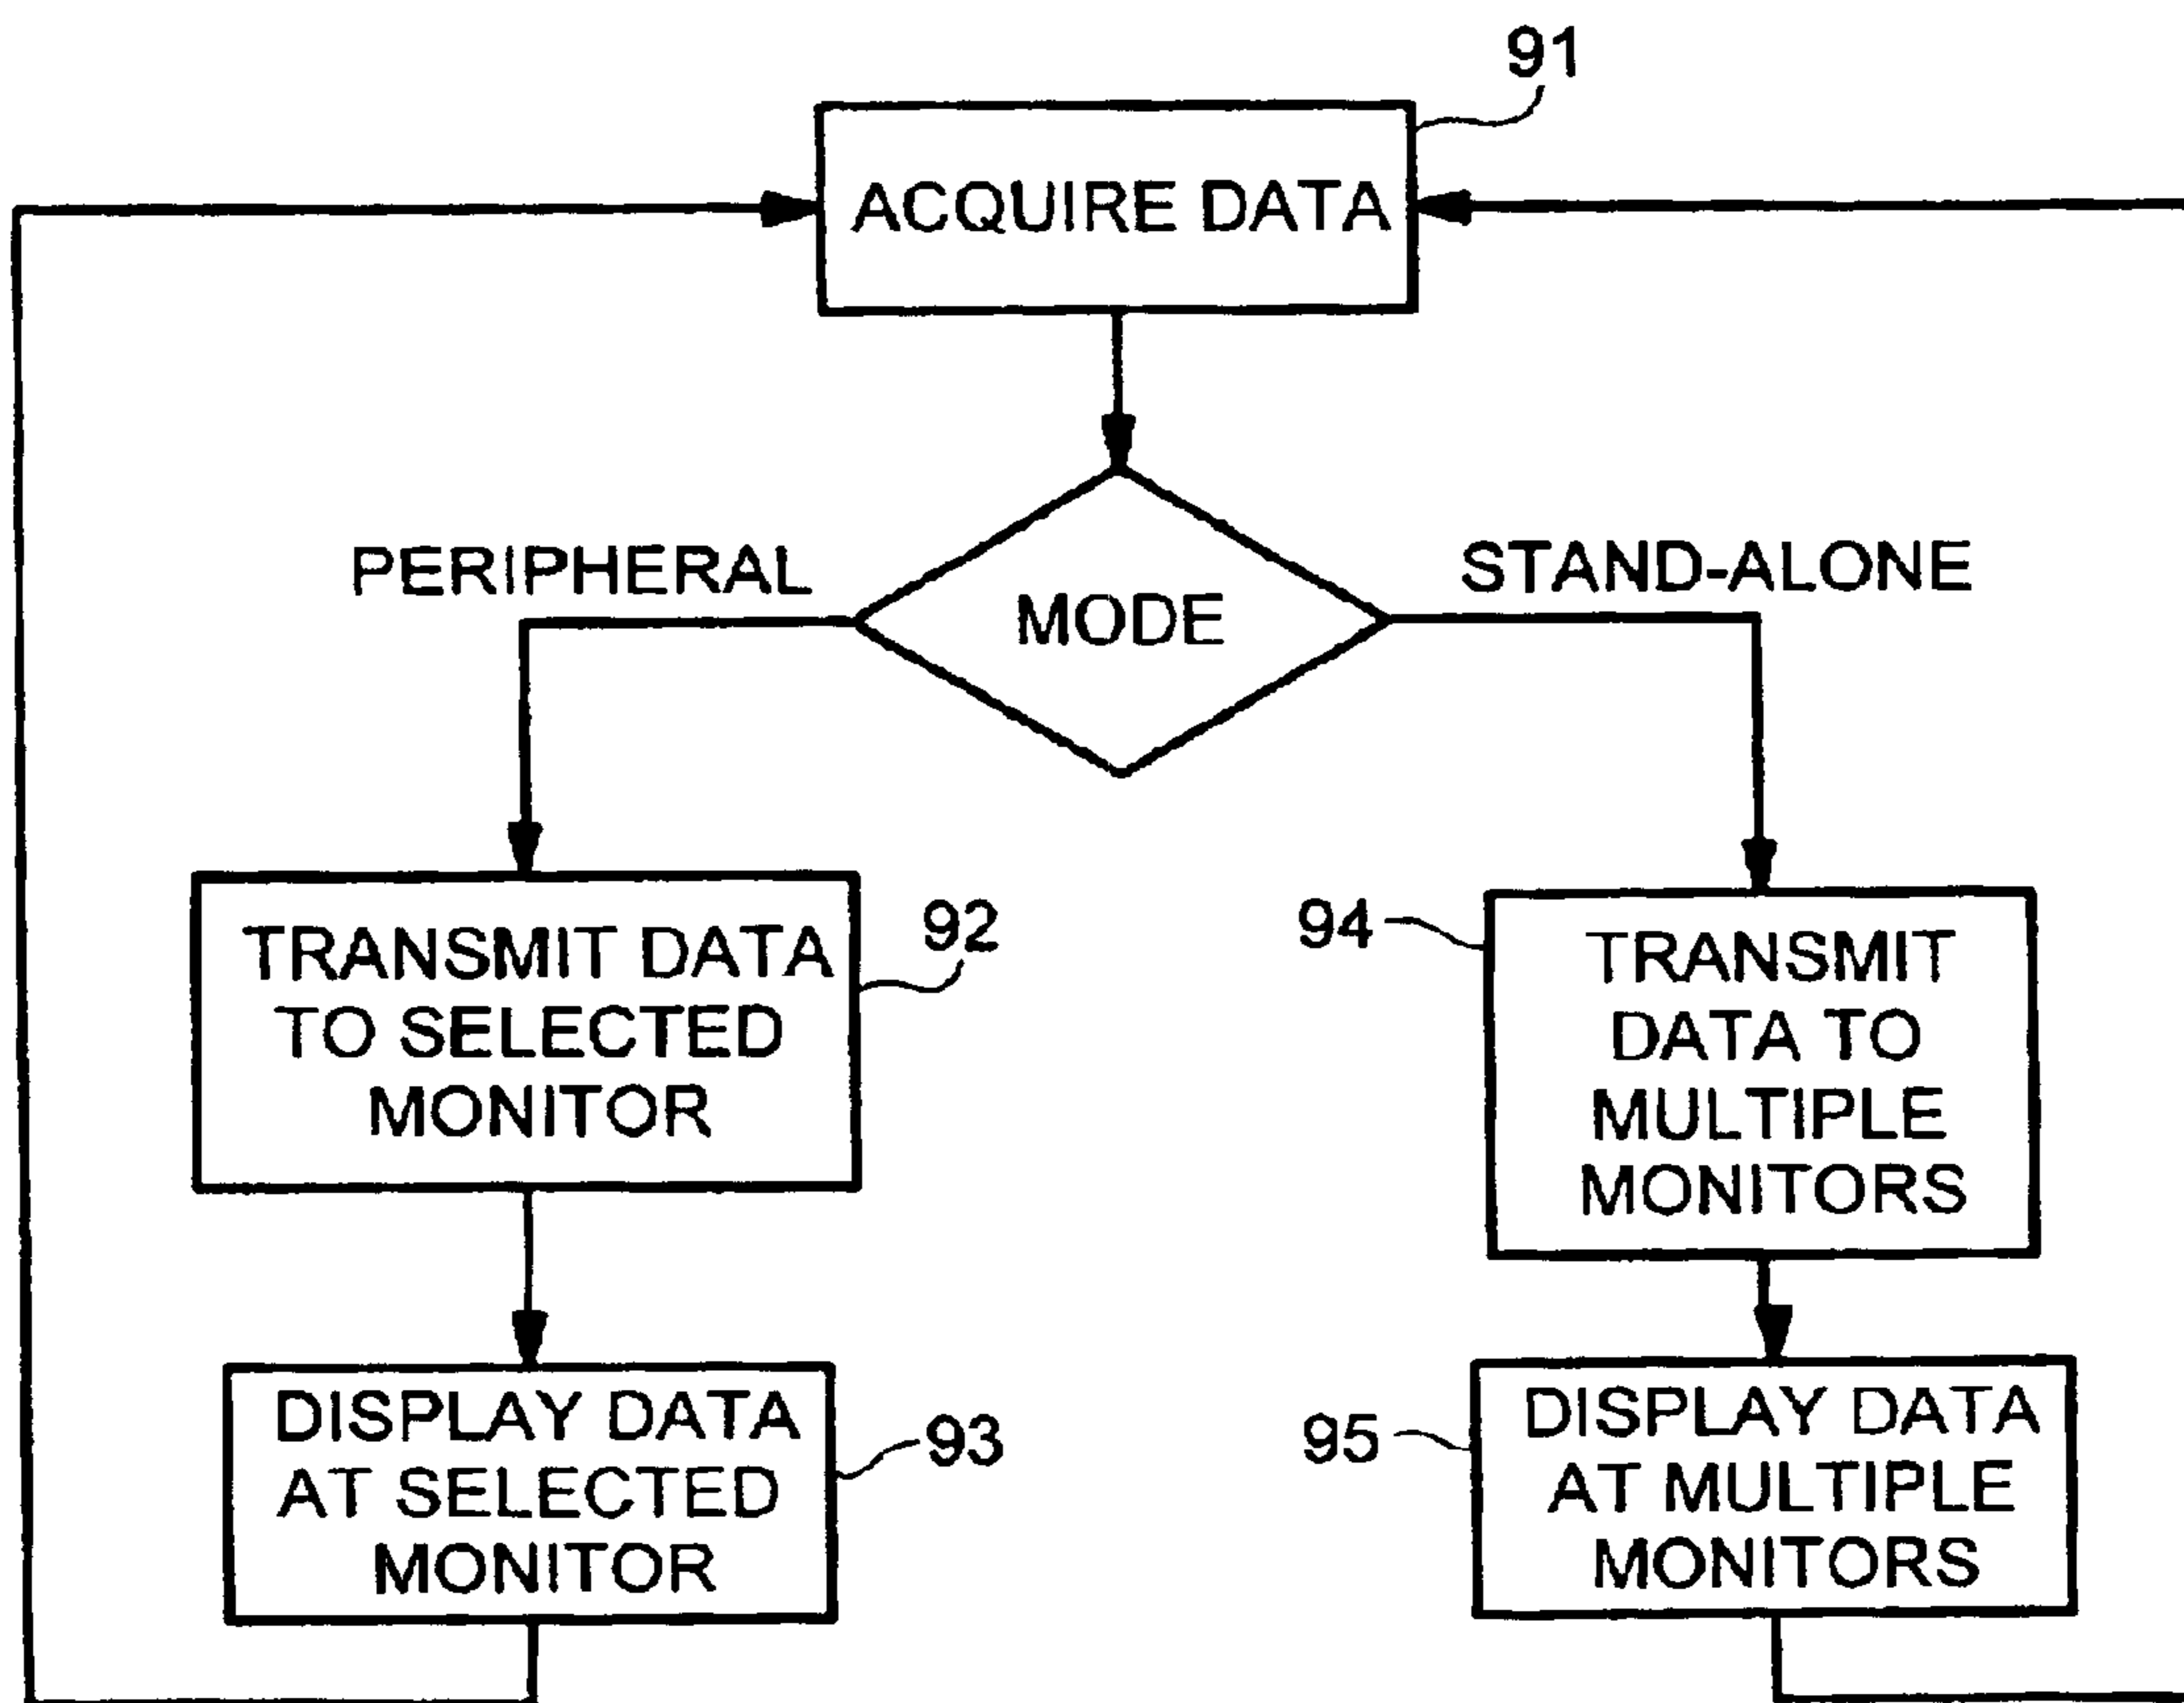 91
ACQUIRE DATA
PERIPHERAL
MODE
STAND-ALONE
TRANSMIT DATA
TO SELECTED
MONITOR
92
94
TRANSMIT
DATA TO
MULTIPLE
MONITORS
DISPLAY DATA
AT SELECTED
MONITOR
93
95
DISPLAY DATA
AT MULTIPLE
MONITORS